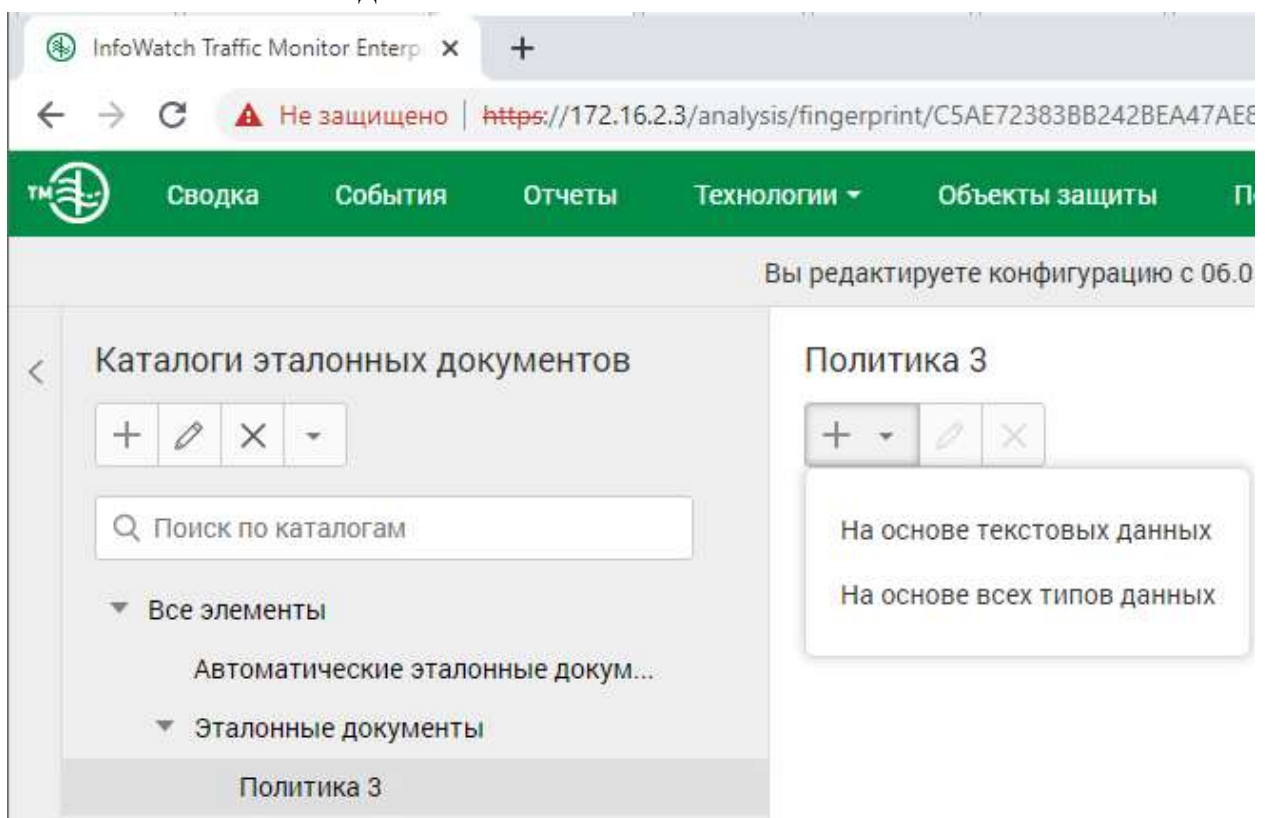 InfoWatch Traffic Monitor Enterp
Не защищено | https://172.16.2.3/analysis/fingerprint/C5AE72383BB242BEA47AE8
TM Сводка События Отчеты Технологии Объекты защиты
Вы редактируете конфигурацию с 06.0
Каталоги эталонных документов
Политика 3
Поиск по каталогам
На основе текстовых данных
На основе всех типов данных
Все элементы
Автоматические эталонные докум...
Эталонные документы
Политика 3